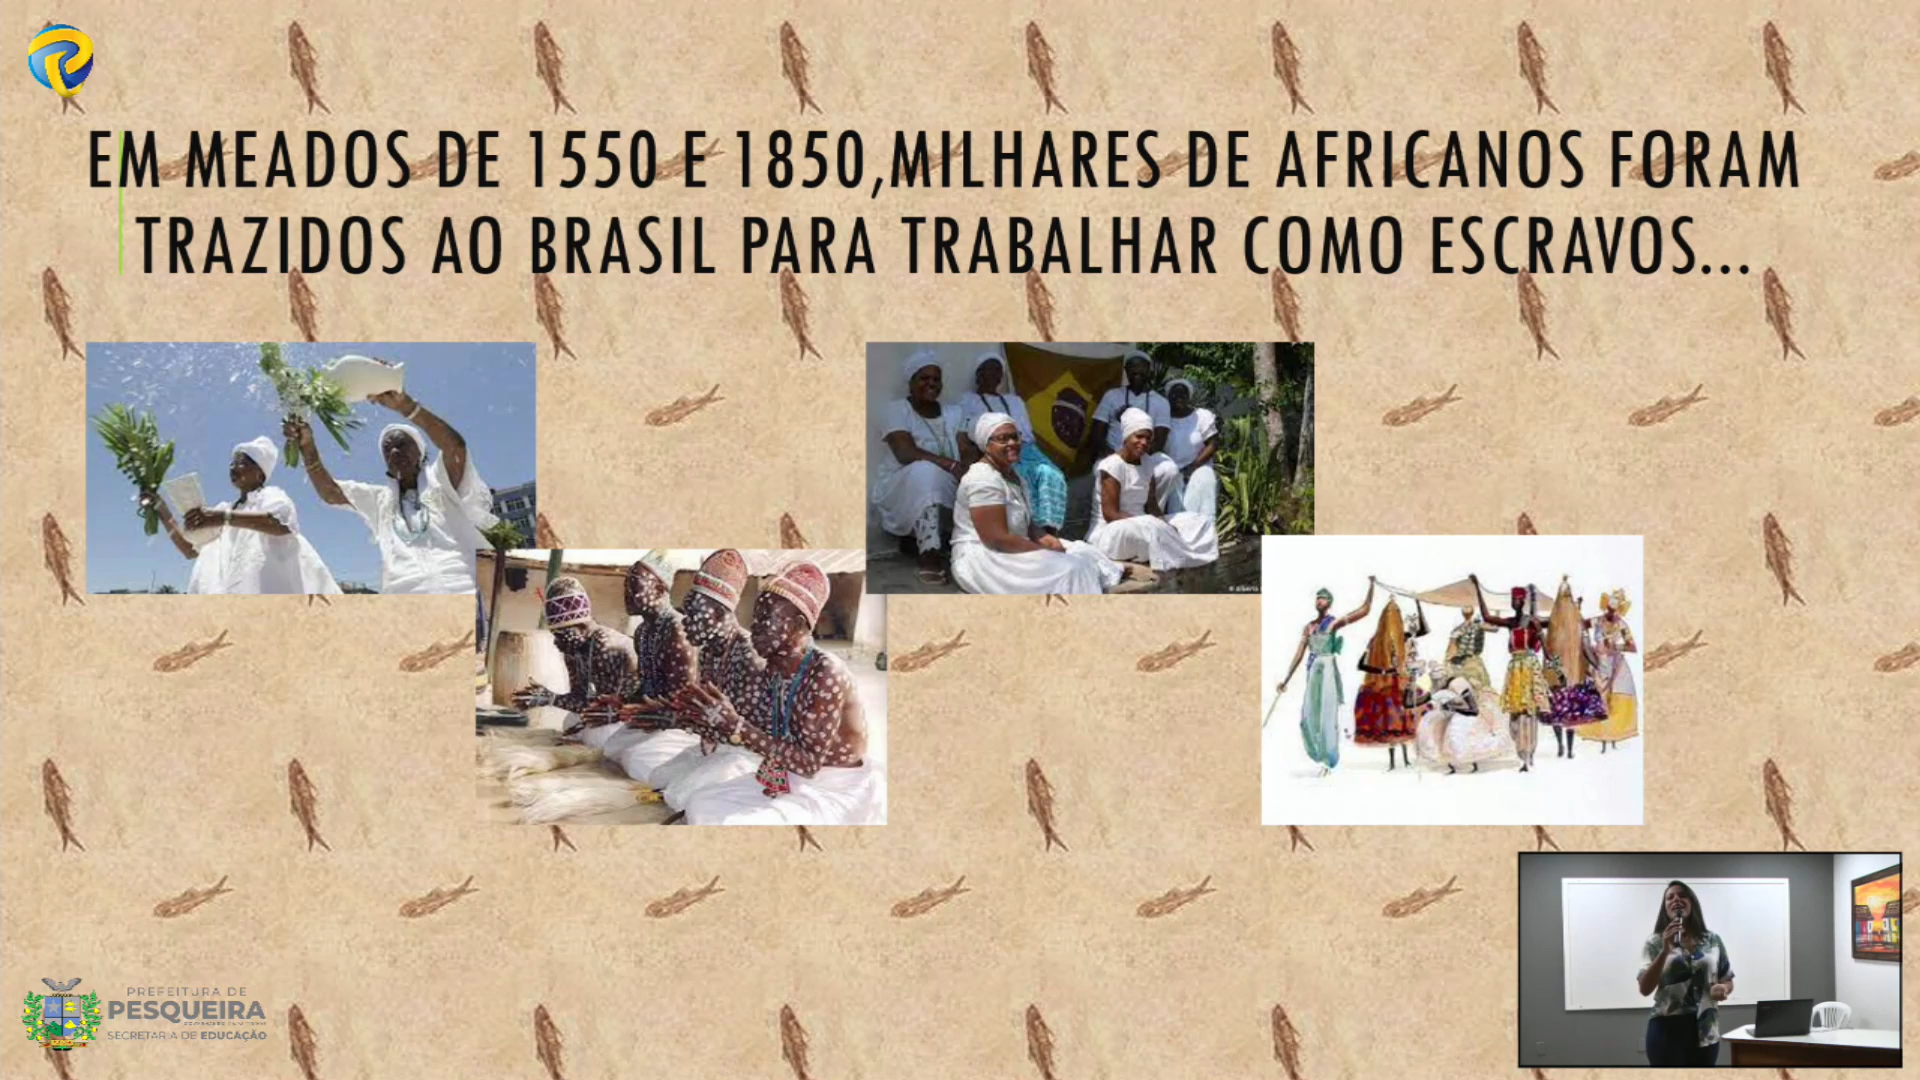 EM MEADOS DE 1550 E 1850,MILHARES DE AFRICANOS FORAM
TRAZIDOS AO BRASIL PARA TRABALHAR COMO ESCRAVOS...
PREFEITURA DE
PESQUEIRA
SECRETARIA DE EDUCAÇÃO